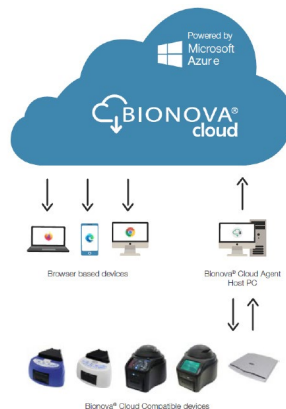 Powered by
Microsoft
Azure
BIONOVA®
cloud
Browser based devices
Bionova® Cloud Agent
Host PC
Bionova® Cloud Compatible devices